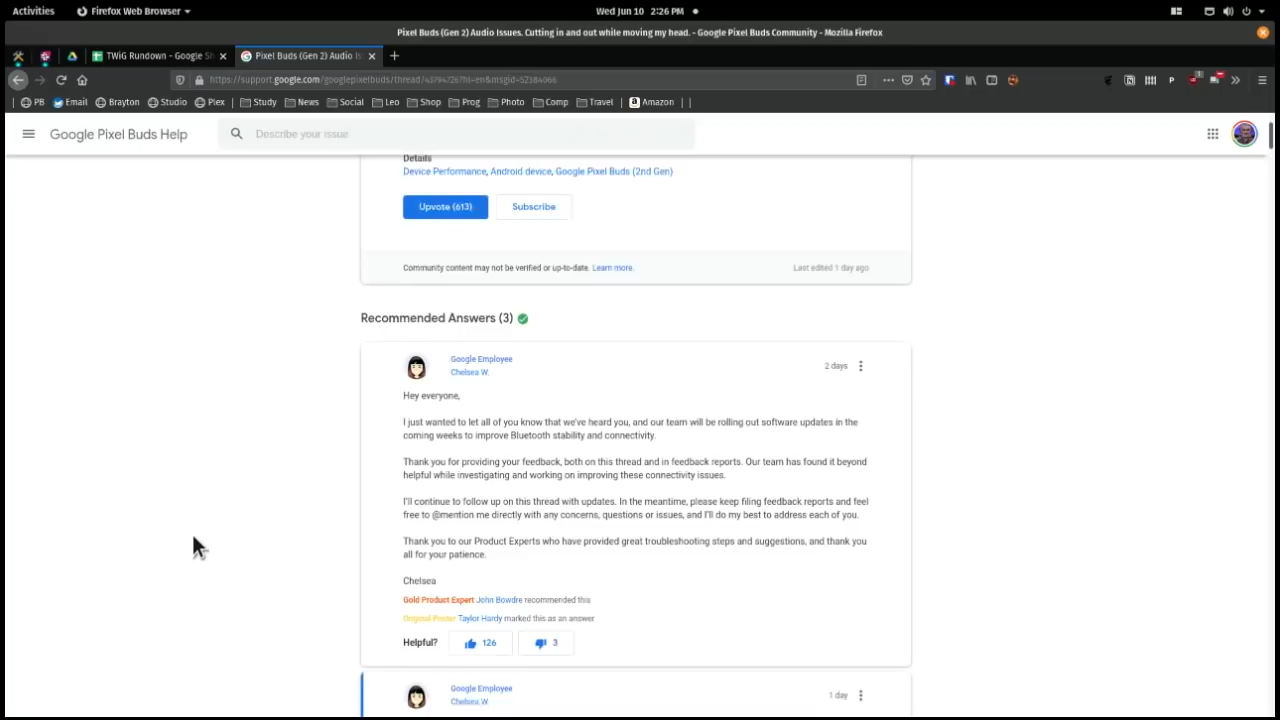 Activities Firefox Web Browser Wed Jun 10 2:26 PM
Pixel Buds (Gen 2) Audio Issues. Cutting in and out while moving my head. - Google Pixel Buds Community - Mozilla Firefox
TWiG Rundown - Google Sh Pixel Buds (Gen 2) Audio Is
https://support.google.com/googlepixelbuds/thread/43794726?hl=en&msgid=52384066
PB Email Brayton Studio Plex Study News Social Leo Shop Prog Photo Comp Travel Amazon
Google Pixel Buds Help Describe your issue
Details
Device Performance, Android device, Google Pixel Buds (2nd Gen)
Upvote (613) Subscribe
Community content may not be verified or up-to-date. Learn more. Last edited 1 day ago
Recommended Answers (3)
Google Employee
Chelsea W. 2 days
Hey everyone,
I just wanted to let all of you know that we've heard you, and our team will be rolling out software updates in the
coming weeks to improve Bluetooth stability and connectivity.
Thank you for providing your feedback, both on this thread and in feedback reports. Our team has found it beyond
helpful while investigating and working on improving these connectivity issues.
I'll continue to follow up on this thread with updates. In the meantime, please keep filing feedback reports and feel
free to @mention me directly with any concerns, questions or issues, and I'll do my best to address each of you.
Thank you to our Product Experts who have provided great troubleshooting steps and suggestions, and thank you
all for your patience.
Chelsea
Gold Product Expert John Bowdre recommended this
Original Poster Taylor Hardy marked this as an answer
Helpful? 126 3
Google Employee
Chelsea W. 1 day